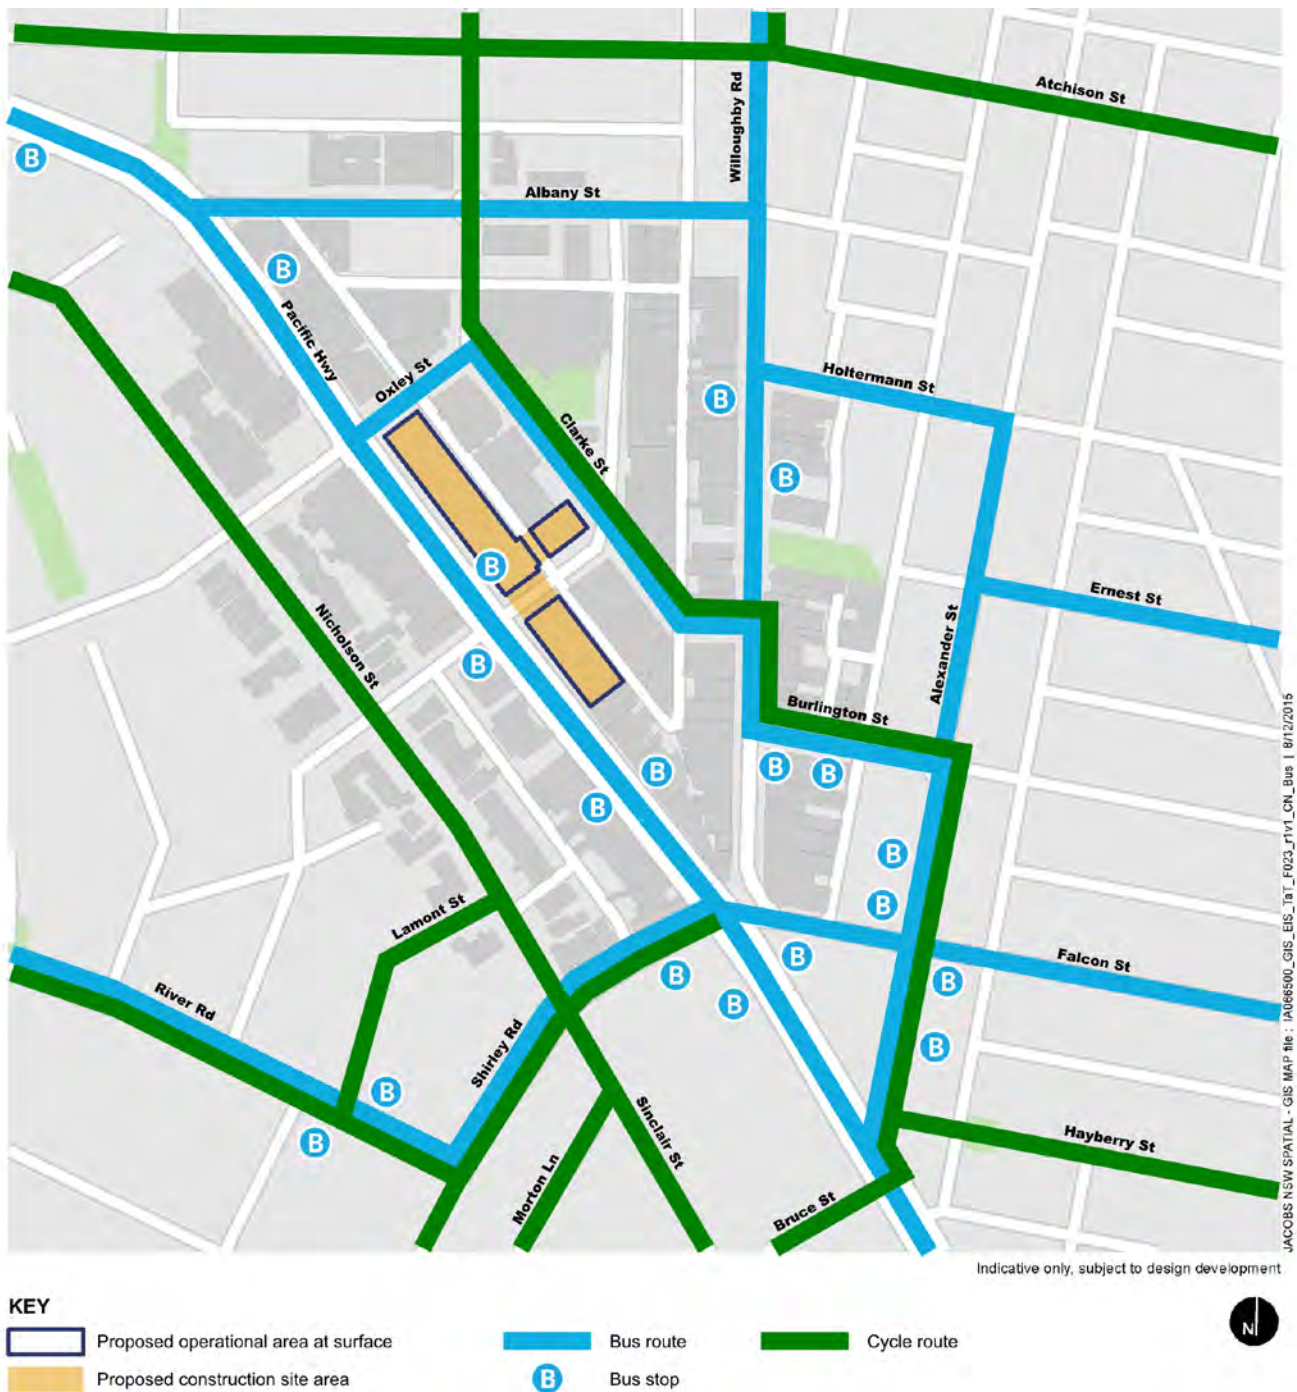 Atchison St
Willoughby Rd
B
Albany St
B
Pacific Hwy
Oxley St
Holtermann St
B
Clarke St
B
B
Ernest St
Nicholson St
Alexander St
B
Burlington St
B
B
B
B
B
Lamont St
B
Falcon St
B
B
B
B
River Rd
Shirley Rd
B
B
B
Sinclair St
Hayberry St
Morton Ln
Bruce St
JACOBS NSW SPATIAL - GIS MAP file : IA066500_GIS_EIS_TaT_F023_r1v1_CN_Bus | 8/12/2015
Indicative only, subject to design development
KEY
N
Proposed operational area at surface
Bus route
Cycle route
Proposed construction site area
B
Bus stop